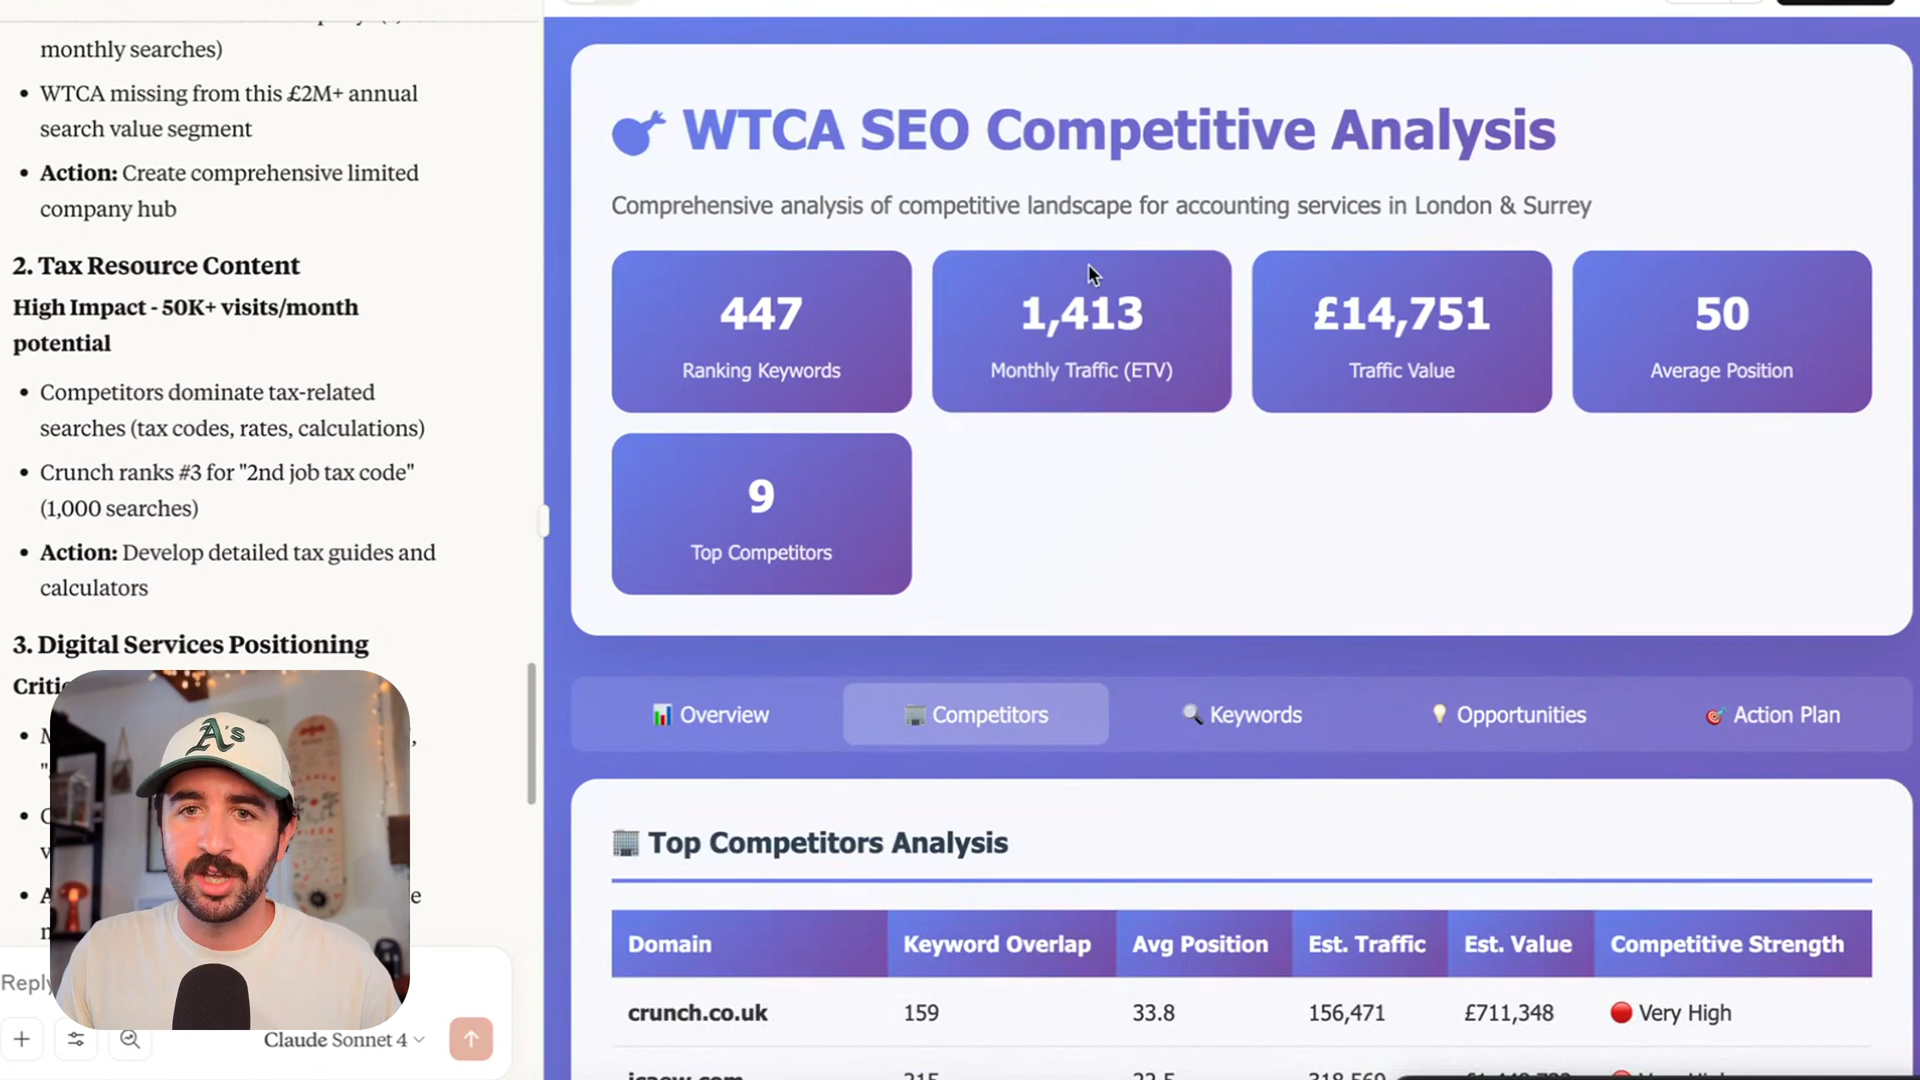 monthly searches)
• WTCA missing from this £2M+ annual
search value segment
• Action: Create comprehensive limited
company hub
2. Tax Resource Content
High Impact - 50K+ visits/month
potential
• Competitors dominate tax-related
searches (tax codes, rates, calculations)
• Crunch ranks #3 for "2nd job tax code"
(1,000 searches)
• Action: Develop detailed tax guides and
calculators
3. Digital Services Positioning
A's
Reply
Claude Sonnet 4
WTCA SEO Competitive Analysis
Comprehensive analysis of competitive landscape for accounting services in London & Surrey
447
Ranking Keywords
1,413
Monthly Traffic (ETV)
£14,751
Traffic Value
50
Average Position
9
Top Competitors
Overview
Competitors
Keywords
Opportunities
Action Plan
Top Competitors Analysis
Domain Keyword Overlap Avg Position Est. Traffic Est. Value Competitive Strength
crunch.co.uk 159 33.8 156,471 £711,348 Very High